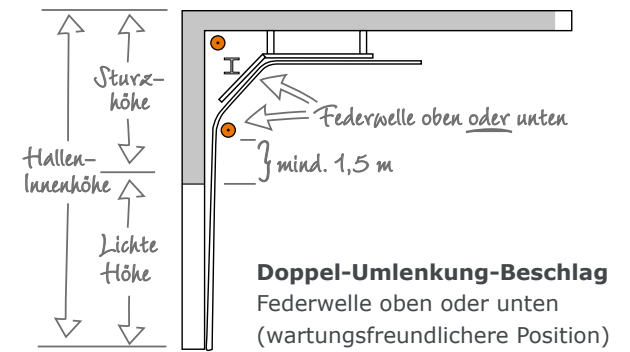 Sturz-
höhe
Hallen-
Innenhöhe
Lichte
Höhe
Federwelle oben oder unten
mind. 1,5 m
Doppel-Umlenkung-Beschlag
Federwelle oben oder unten
(wartungsfreundlichere Position)